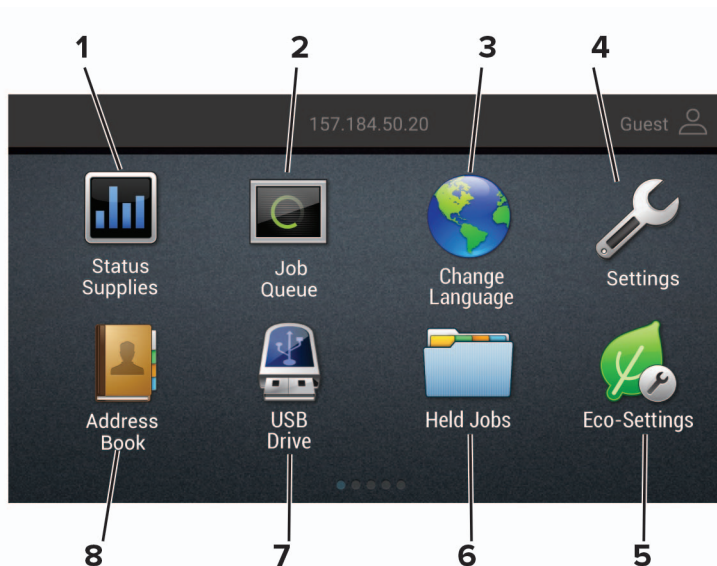 1 2 3 4
157.184.50.20 Guest
Status Supplies
Job Queue
Change Language
Settings
Address Book
USB Drive
Held Jobs
Eco-Settings
8 7 6 5